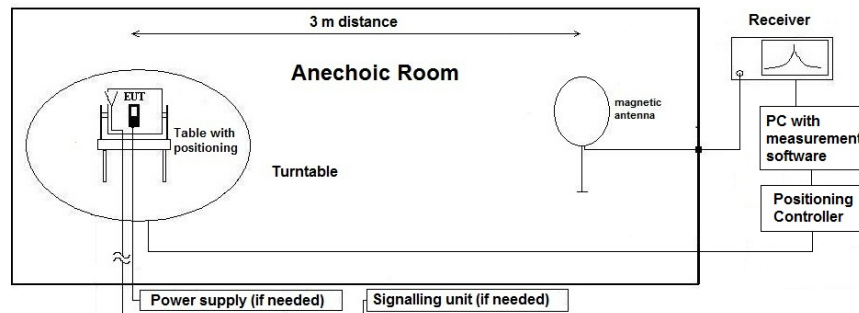 3 m distance
Receiver
Anechoic Room
EUT
magnetic
antenna
Table with
positioning
Turntable
PC with
measurement
software
Positioning
Controller
Power supply (if needed)
Signalling unit (if needed)